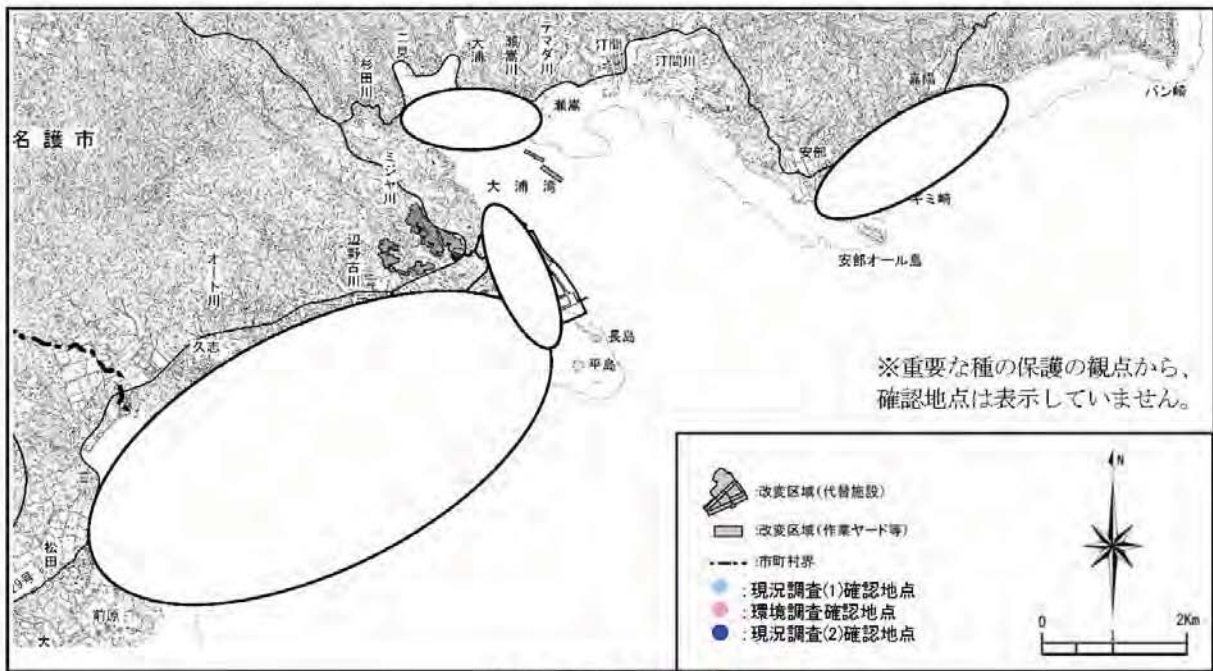 名護市
杉田川
二見
大浦
瀬嵩川
テマダ川
汀間
汀間川
瀬嵩
嘉陽
バン崎
安部
ギミ崎
安部オール島
大浦湾
ミジャ川
辺野古川
オート川
久志
長島
平島
松田
29号
前原
大
※重要な種の保護の観点から、
確認地点は表示していません。
:改変区域(代替施設)
:改変区域(作業ヤード等)
:市町村界
:現況調査(1)確認地点
:環境調査確認地点
:現況調査(2)確認地点
N
0 1 2Km